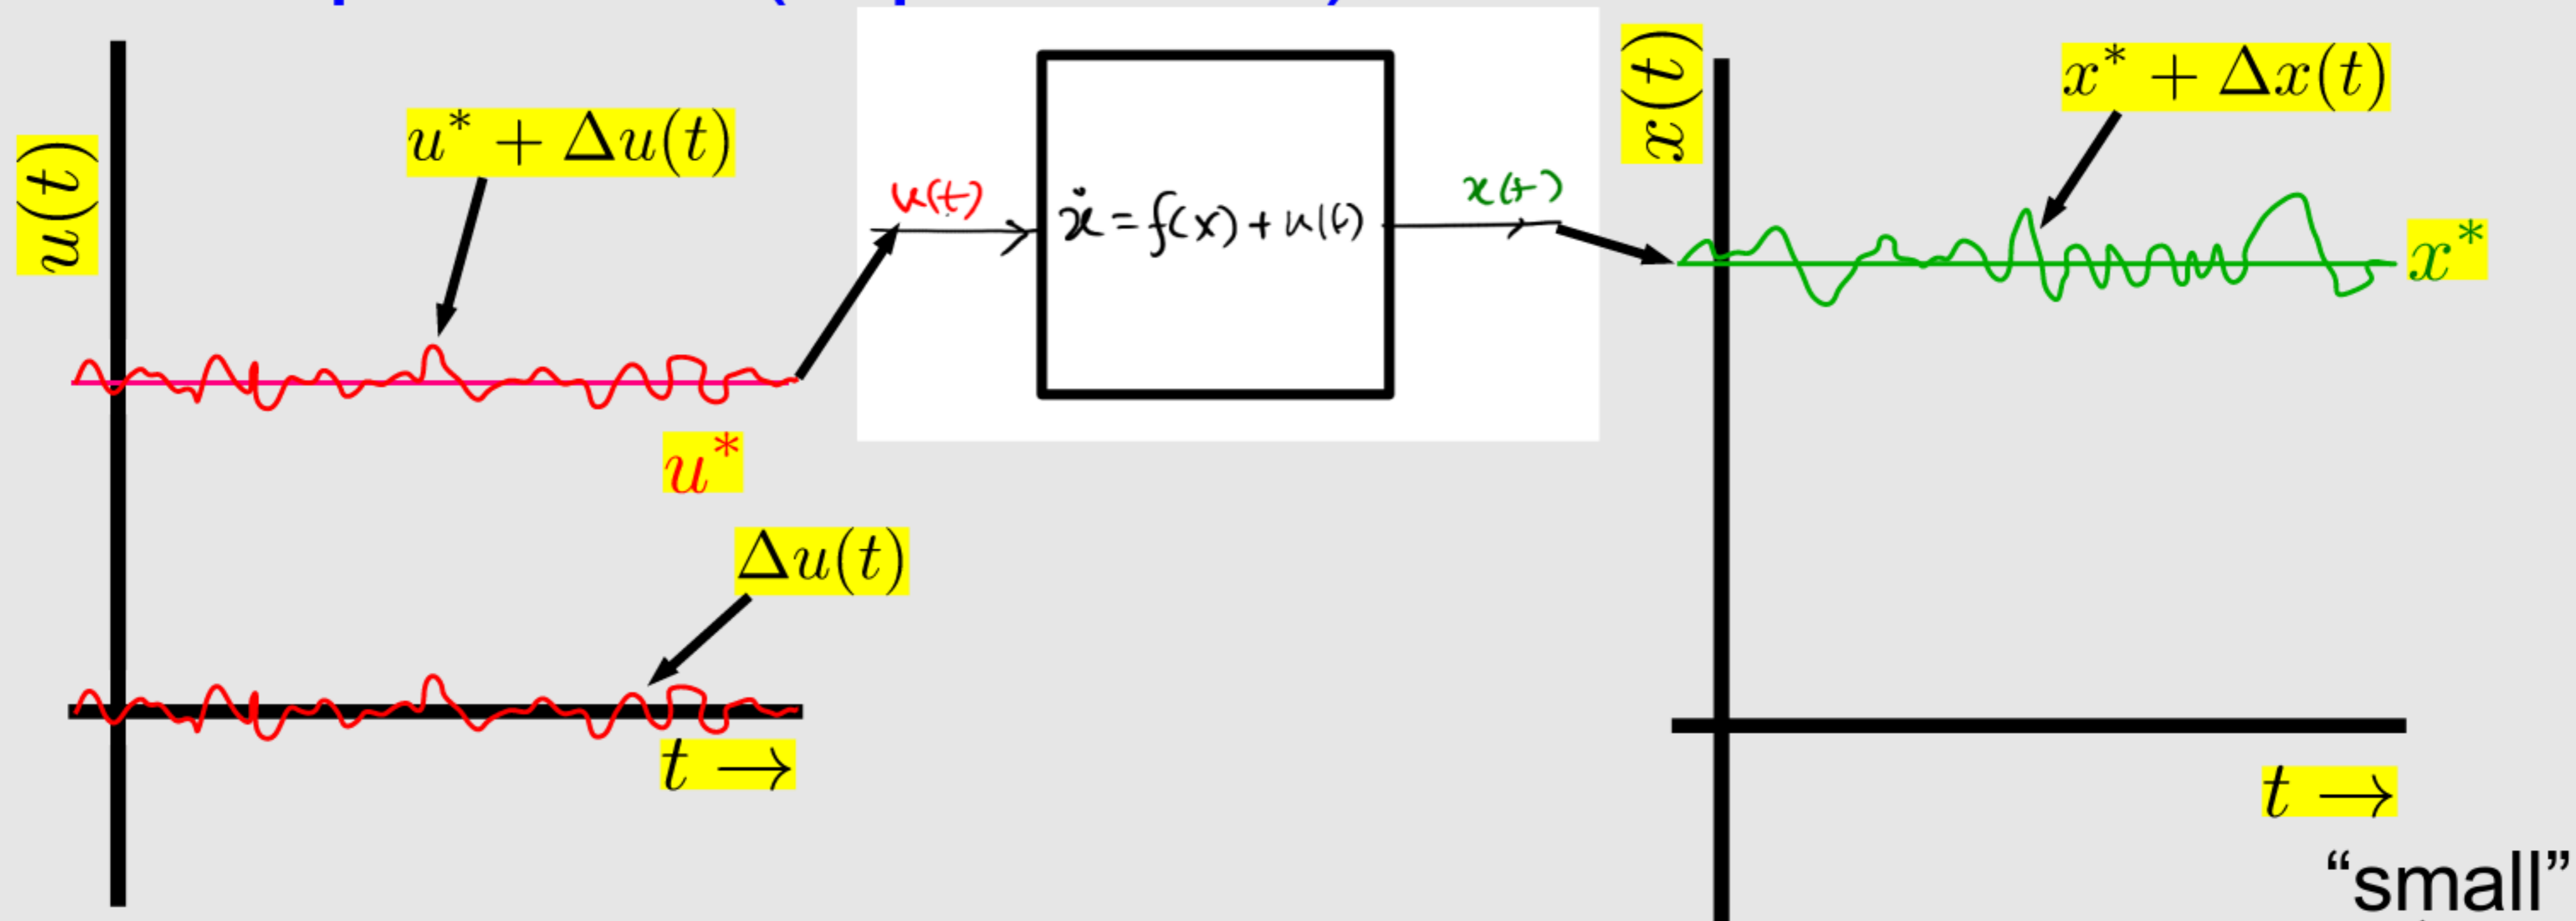 u(t)
u* + Δu(t)
u*
Δu(t)
t →
u(t)
ẋ = f(x) + u(t)
x(t)
x(t)
x* + Δx(t)
x*
t →
“small”